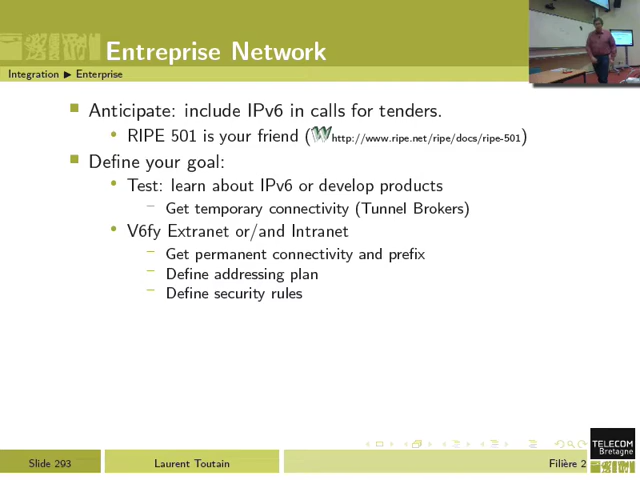 Entreprise Network
Integration ▶ Enterprise
Anticipate: include IPv6 in calls for tenders.
RIPE 501 is your friend (W http://www.ripe.net/ripe/docs/ripe-501)
Define your goal:
Test: learn about IPv6 or develop products
Get temporary connectivity (Tunnel Brokers)
V6fy Extranet or/and Intranet
Get permanent connectivity and prefix
Define addressing plan
Define security rules
TELECOM
Bretagne
Slide 293
Laurent Toutain
Filière 2